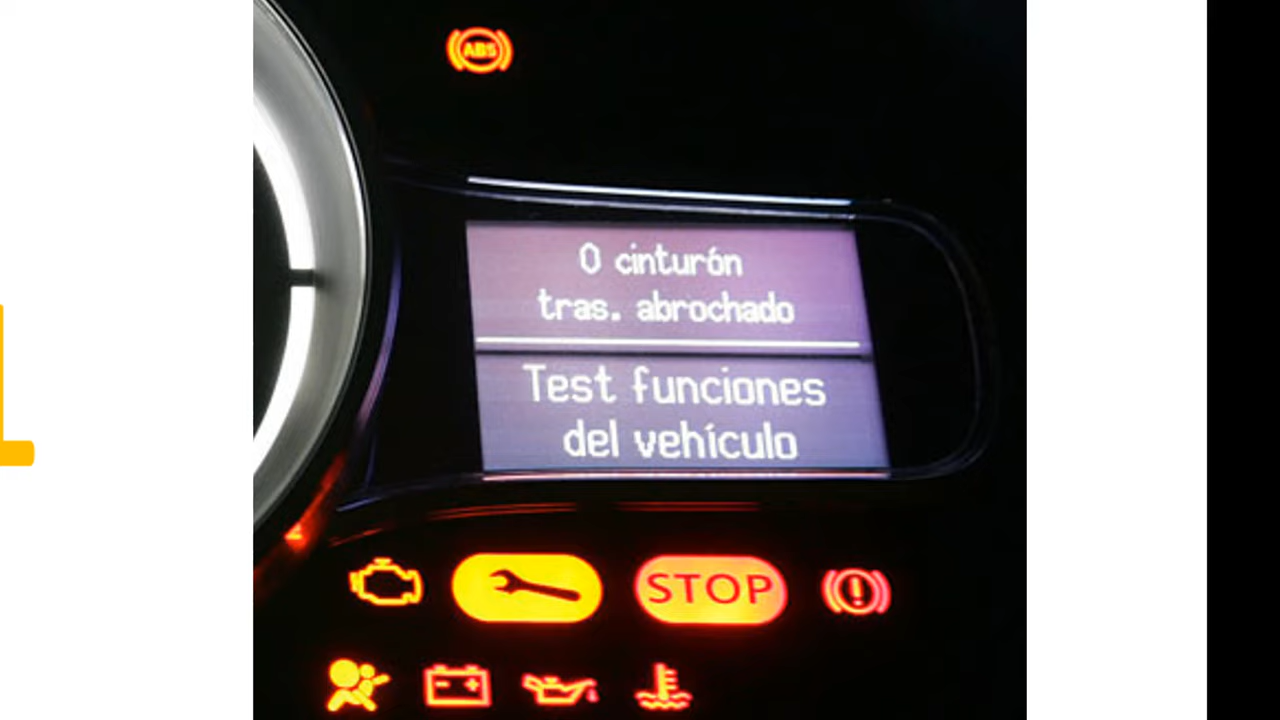 ABS
0 cinturón
tras. abrochado
Test funciones
del vehículo
STOP